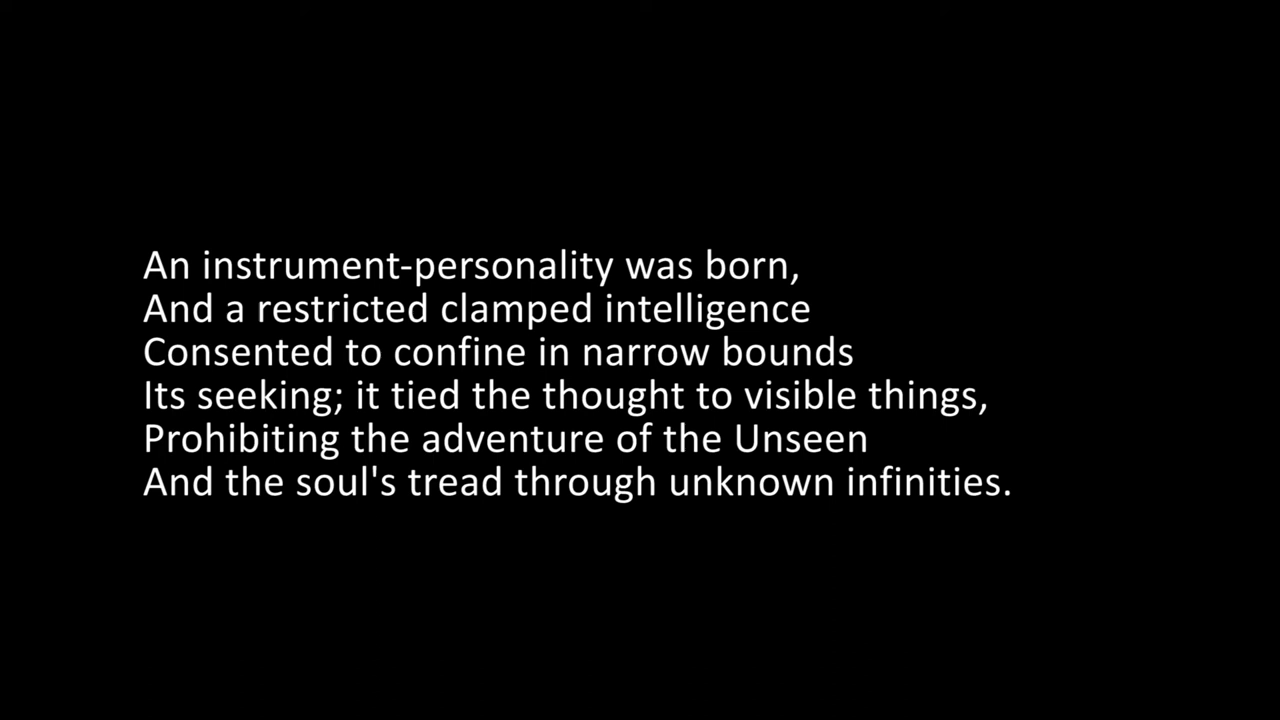 An instrument-personality was born,
And a restricted clamped intelligence
Consented to confine in narrow bounds
Its seeking; it tied the thought to visible things,
Prohibiting the adventure of the Unseen
And the soul's tread through unknown infinities.